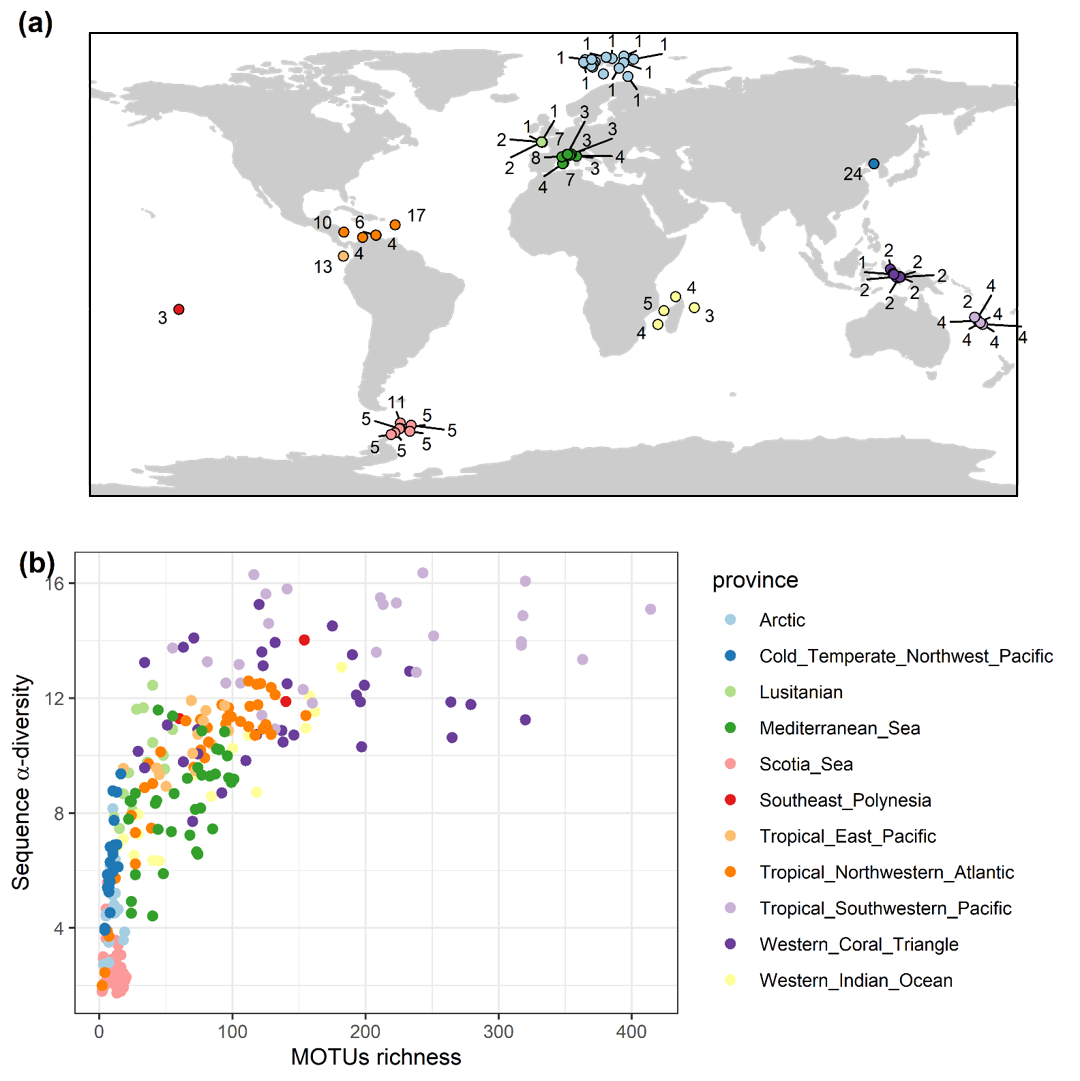 (a)
1 1 1 1
1
1
1 1
1
1 3
1 7 3 3
2
8 4
2 3
4 7
24
10 6 17
4
4
13
2
1 2
2
2 2
2
4
5
3
4
3
4
2
4
4
4 4 4
11
5 5
5
5 5 5
(b)
16
12
8
4
Sequence α-diversity
0 100 200 300 400
MOTUs richness
province
Arctic
Cold_Temperate_Northwest_Pacific
Lusitanian
Mediterranean_Sea
Scotia_Sea
Southeast_Polynesia
Tropical_East_Pacific
Tropical_Northwestern_Atlantic
Tropical_Southwestern_Pacific
Western_Coral_Triangle
Western_Indian_Ocean